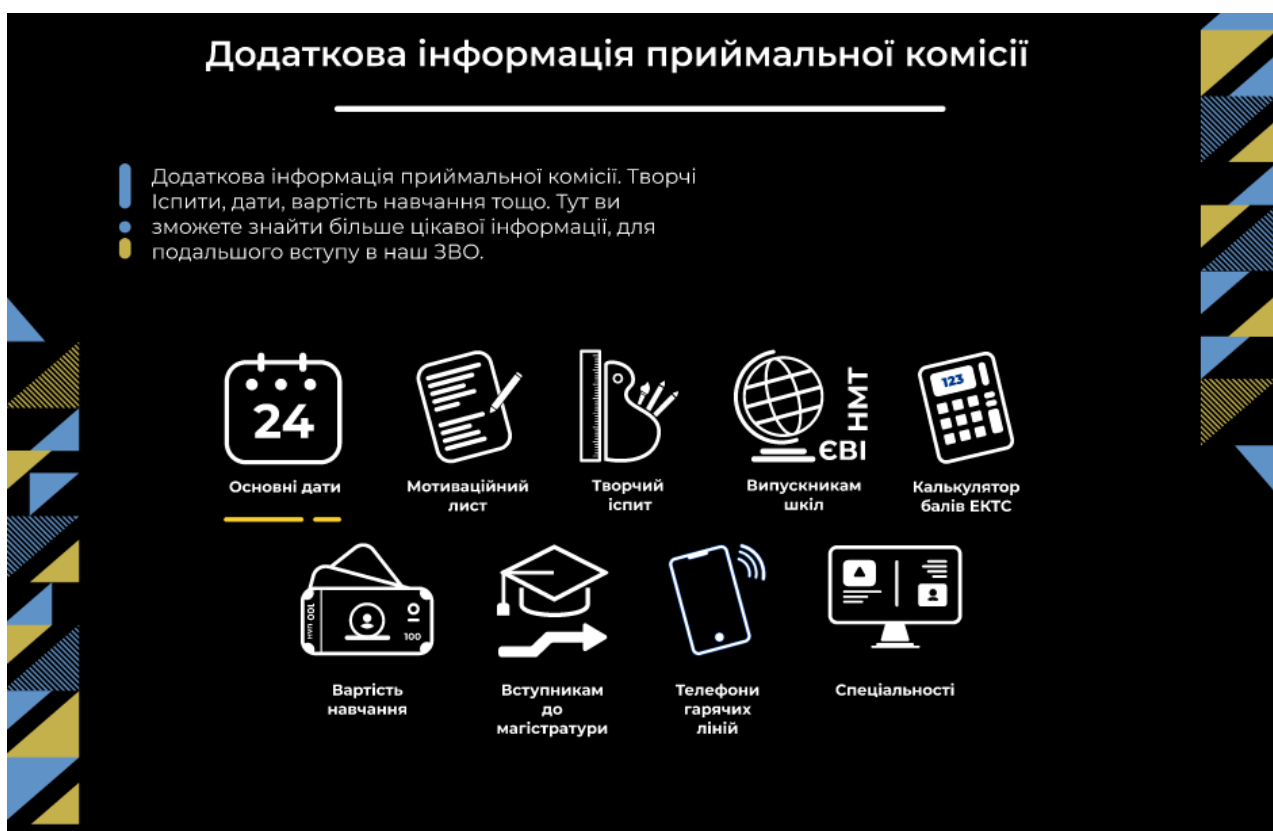 Додаткова інформація приймальної комісії
Додаткова інформація приймальної комісії. Творчі
Іспити, дати, вартість навчання тощо. Тут ви
зможете знайти більше цікавої інформації, для
подальшого вступу в наш ЗВО.
24
НМТ
ЄВІ
123
Основні дати
Мотиваційний
лист
Творчий
іспит
Випускникам
шкіл
Калькулятор
балів ЕКТС
100 UAH
100
Вартість
навчання
Вступникам
до
магістратури
Телефони
гарячих
ліній
Спеціальності